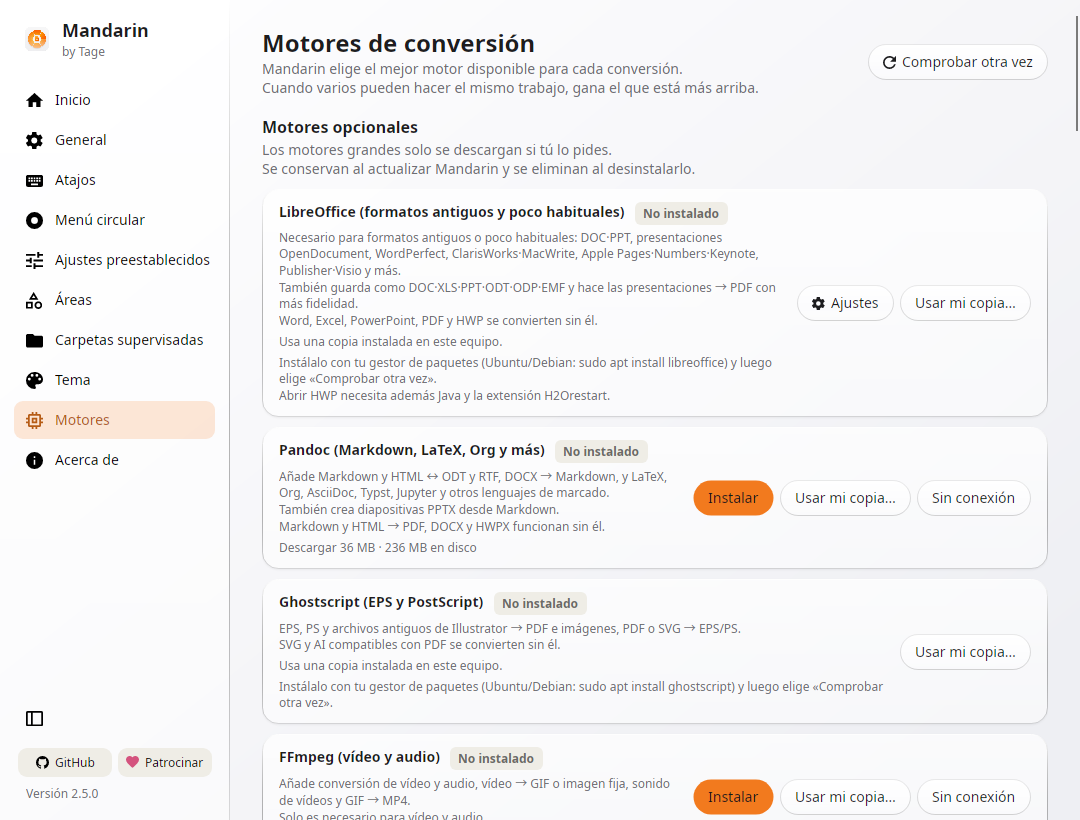 Mandarin
by Tage
Inicio
General
Atajos
Menú circular
Ajustes preestablecidos
Áreas
Carpetas supervisadas
Tema
Motores
Acerca de
GitHub
Patrocinar
Versión 2.5.0
Motores de conversión
Mandarin elige el mejor motor disponible para cada conversión.
Cuando varios pueden hacer el mismo trabajo, gana el que está más arriba.
Comprobar otra vez
Motores opcionales
Los motores grandes solo se descargan si tú lo pides.
Se conservan al actualizar Mandarin y se eliminan al desinstalarlo.
LibreOffice (formatos antiguos y poco habituales) No instalado
Necesario para formatos antiguos o poco habituales: DOC·PPT, presentaciones
OpenDocument, WordPerfect, ClarisWorks·MacWrite, Apple Pages·Numbers·Keynote,
Publisher·Visio y más.
También guarda como DOC·XLS·PPT·ODT·ODP·EMF y hace las presentaciones → PDF con
más fidelidad.
Word, Excel, PowerPoint, PDF y HWP se convierten sin él.
Usa una copia instalada en este equipo.
Instálalo con tu gestor de paquetes (Ubuntu/Debian: sudo apt install libreoffice) y luego
elige «Comprobar otra vez».
Abrir HWP necesita además Java y la extensión H2Orestart.
Ajustes
Usar mi copia...
Pandoc (Markdown, LaTeX, Org y más) No instalado
Añade Markdown y HTML ↔ ODT y RTF, DOCX → Markdown, y LaTeX,
Org, AsciiDoc, Typst, Jupyter y otros lenguajes de marcado.
También crea diapositivas PPTX desde Markdown.
Markdown y HTML → PDF, DOCX y HWPX funcionan sin él.
Descargar 36 MB · 236 MB en disco
Instalar
Usar mi copia...
Sin conexión
Ghostscript (EPS y PostScript) No instalado
EPS, PS y archivos antiguos de Illustrator → PDF e imágenes, PDF o SVG → EPS/PS.
SVG y AI compatibles con PDF se convierten sin él.
Usa una copia instalada en este equipo.
Instálalo con tu gestor de paquetes (Ubuntu/Debian: sudo apt install ghostscript) y luego elige «Comprobar
otra vez».
Usar mi copia...
FFmpeg (vídeo y audio) No instalado
Añade conversión de vídeo y audio, vídeo → GIF o imagen fija, sonido
de vídeos y GIF → MP4.
Solo es necesario para vídeo y audio.
Instalar
Usar mi copia...
Sin conexión